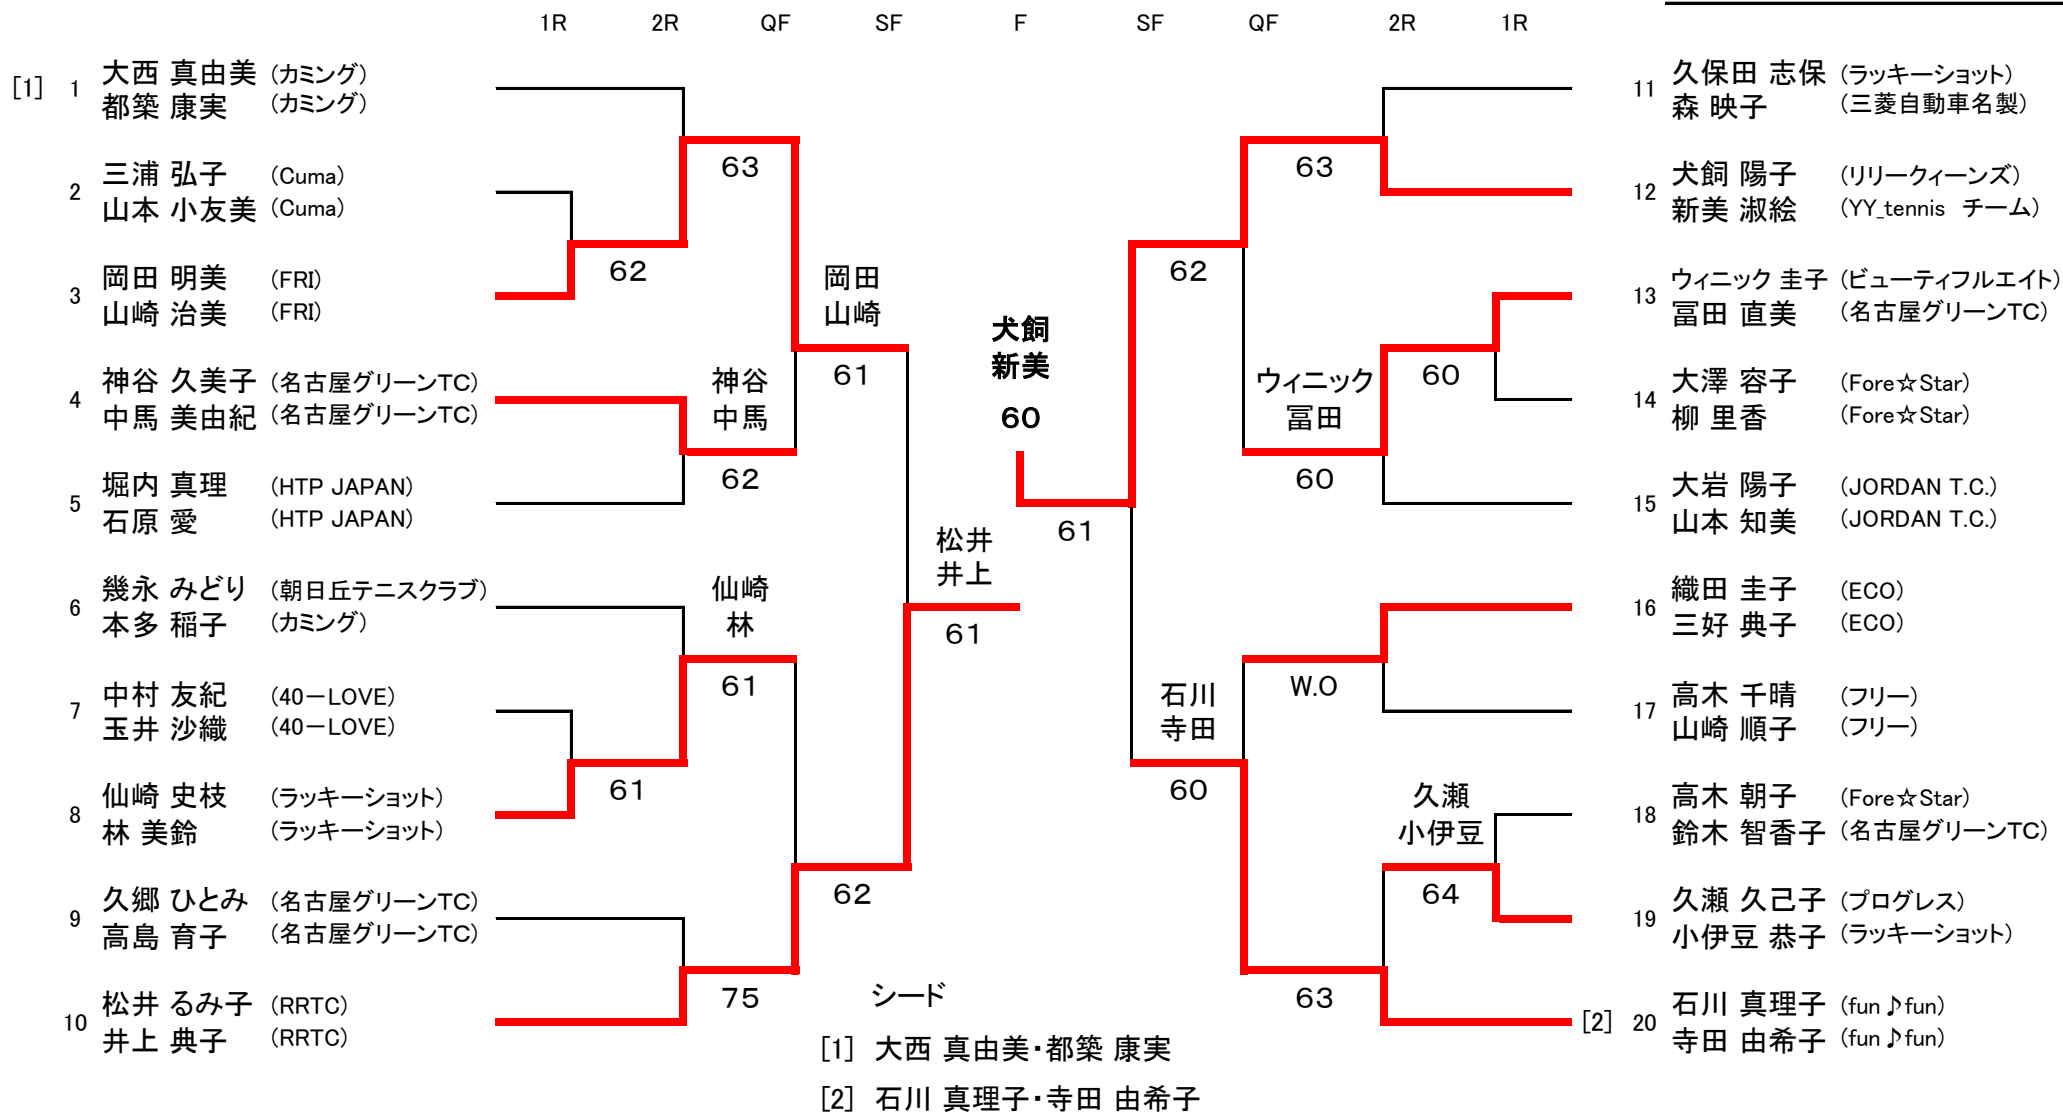 1R 2R QF SF F SF QF 2R 1R
[1] 1 大西 真由美 (カミング)
都築 康実 (カミング)
2 三浦 弘子 (Cuma)
山本 小友美 (Cuma)
3 岡田 明美 (FRI)
山崎 治美 (FRI)
4 神谷 久美子 (名古屋グリーンTC)
中馬 美由紀 (名古屋グリーンTC)
5 堀内 真理 (HTP JAPAN)
石原 愛 (HTP JAPAN)
6 幾永 みどり (朝日丘テニスクラブ)
本多 稲子 (カミング)
7 中村 友紀 (40-LOVE)
玉井 沙織 (40-LOVE)
8 仙崎 史枝 (ラッキーショット)
林 美鈴 (ラッキーショット)
9 久郷 ひとみ (名古屋グリーンTC)
高島 育子 (名古屋グリーンTC)
10 松井 るみ子 (RRTC)
井上 典子 (RRTC)
62
61
63
神谷
中馬
62
仙崎
林
61
75
岡田
山崎
61
62
松井
井上
61
犬飼
新美
60
61
62
石川
寺田
60
63
ウィニック
冨田
60
W.O
63
60
久瀬
小伊豆
64
11 久保田 志保 (ラッキーショット)
森 映子 (三菱自動車名製)
12 犬飼 陽子 (リリークィーンズ)
新美 淑絵 (YY_tennis チーム)
13 ウィニック 圭子 (ビューティフルエイト)
冨田 直美 (名古屋グリーンTC)
14 大澤 容子 (Fore☆Star)
柳 里香 (Fore☆Star)
15 大岩 陽子 (JORDAN T.C.)
山本 知美 (JORDAN T.C.)
16 織田 圭子 (ECO)
三好 典子 (ECO)
17 高木 千晴 (フリー)
山崎 順子 (フリー)
18 高木 朝子 (Fore☆Star)
鈴木 智香子 (名古屋グリーンTC)
19 久瀬 久己子 (プログレス)
小伊豆 恭子 (ラッキーショット)
[2] 20 石川 真理子 (fun♪fun)
寺田 由希子 (fun♪fun)
シード
[1] 大西 真由美・都築 康実
[2] 石川 真理子・寺田 由希子